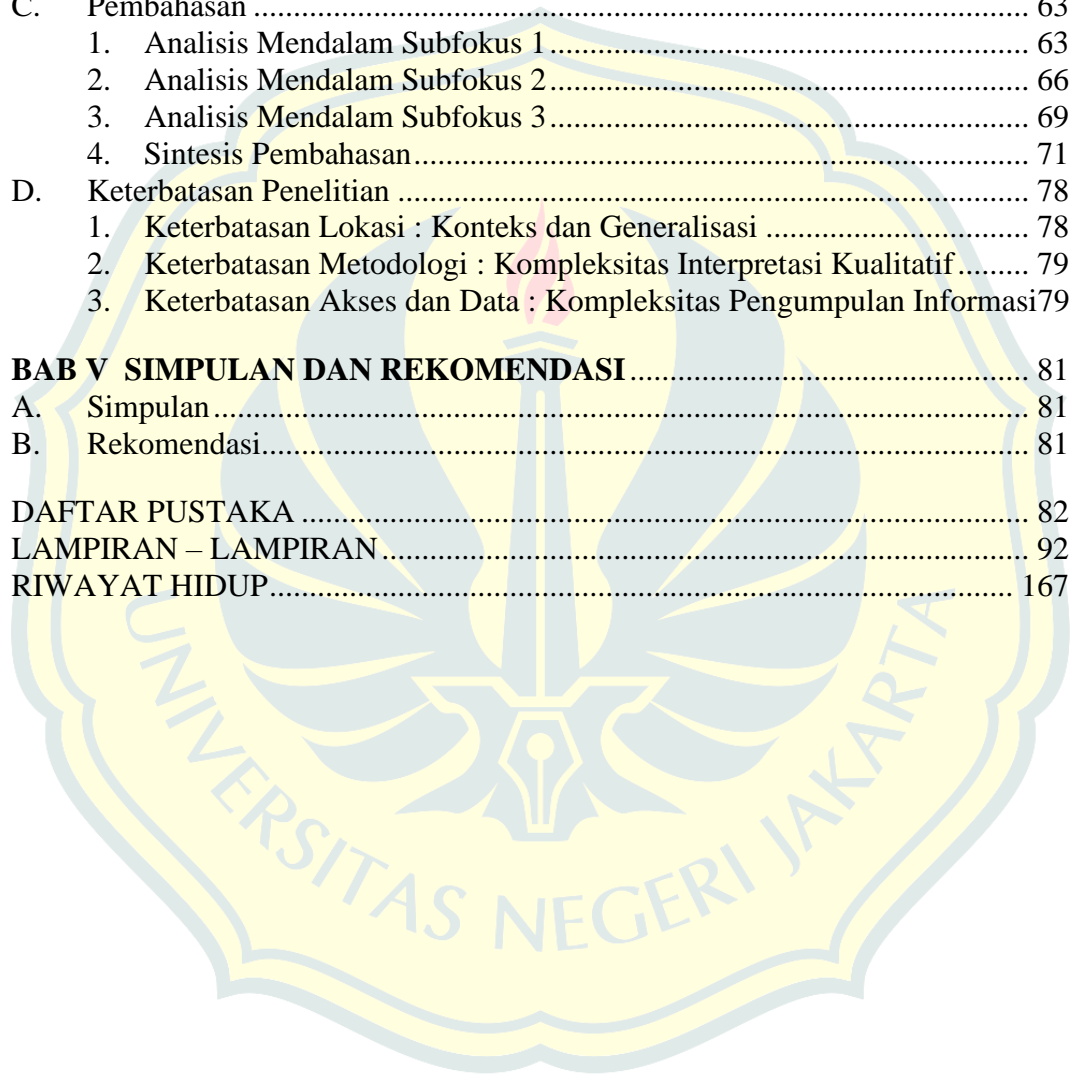 C. Pembahasan ........................................................................................................ 63
1. Analisis Mendalam Subfokus 1 ................................................................ 63
2. Analisis Mendalam Subfokus 2 ................................................................ 66
3. Analisis Mendalam Subfokus 3 ................................................................ 69
4. Sintesis Pembahasan ................................................................................. 71
D. Keterbatasan Penelitian .................................................................................... 78
1. Keterbatasan Lokasi : Konteks dan Generalisasi ................................... 78
2. Keterbatasan Metodologi : Kompleksitas Interpretasi Kualitatif ......... 79
3. Keterbatasan Akses dan Data : Kompleksitas Pengumpulan Informasi79
BAB V SIMPULAN DAN REKOMENDASI ..................................................... 81
A. Simpulan ............................................................................................................ 81
B. Rekomendasi ..................................................................................................... 81
DAFTAR PUSTAKA ................................................................................................ 82
LAMPIRAN – LAMPIRAN ..................................................................................... 92
RIWAYAT HIDUP ................................................................................................... 167
UNIVERSITAS NEGERI JAKARTA